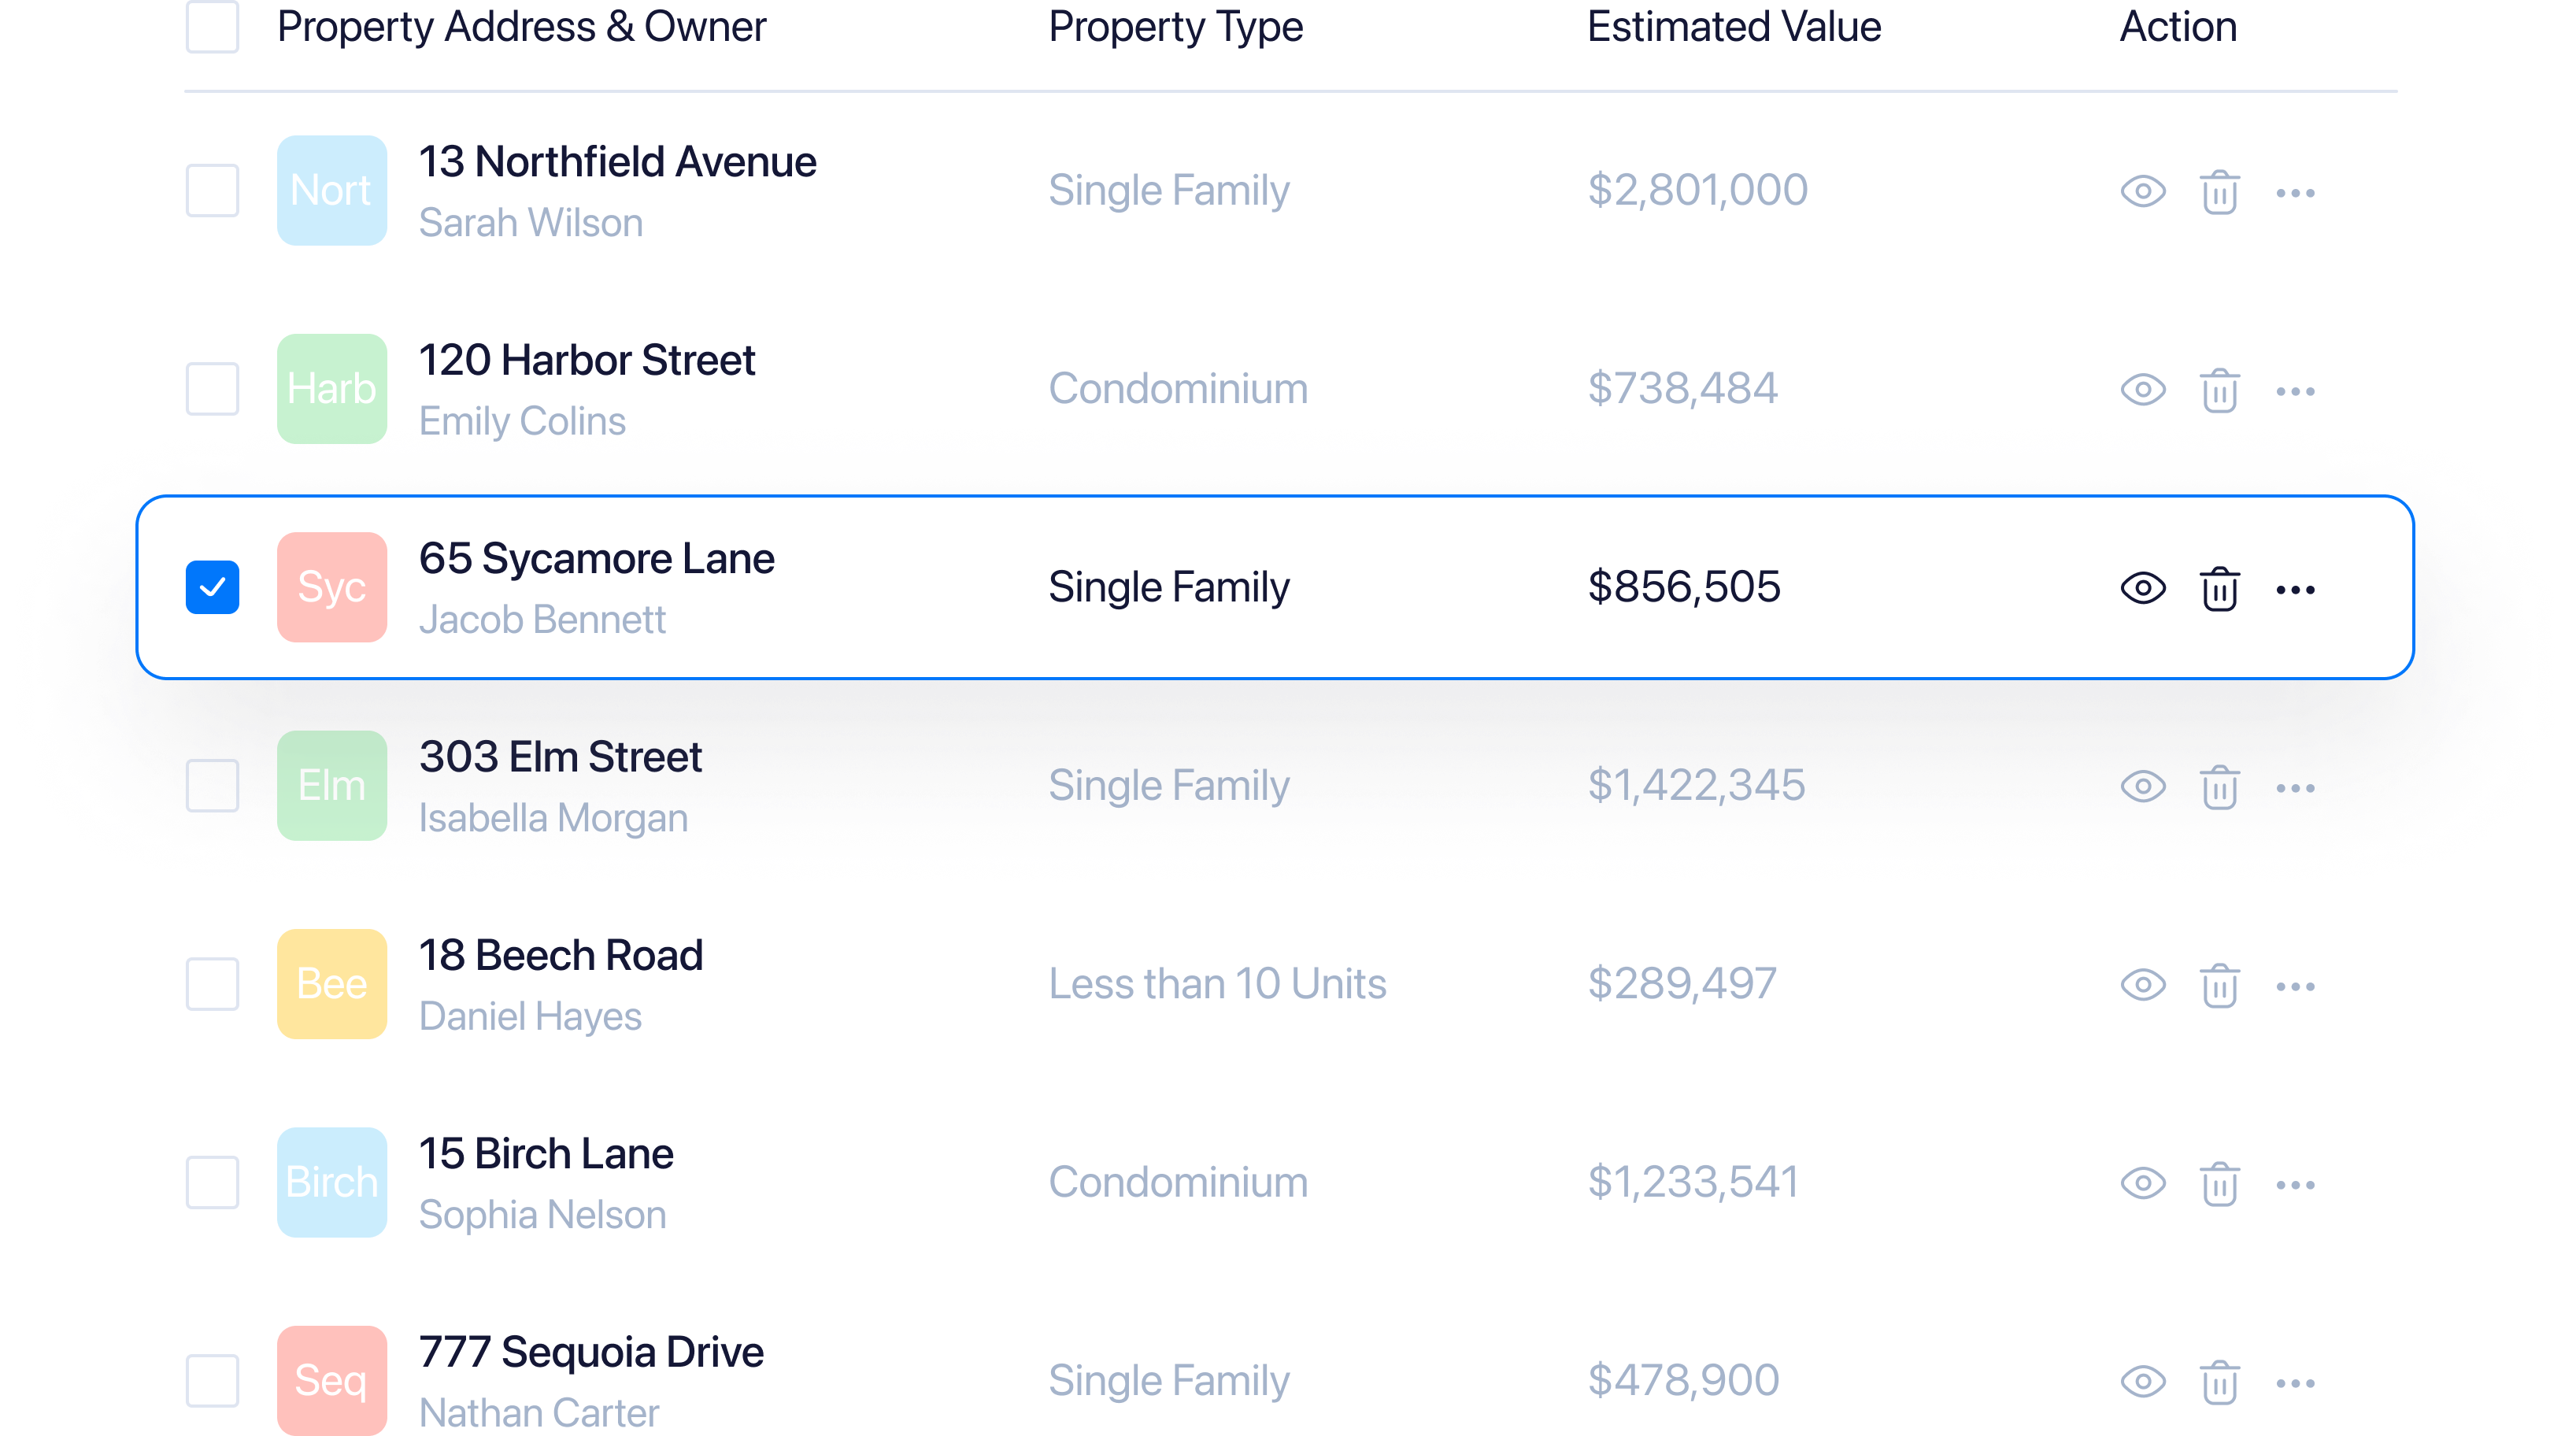 Property Address & Owner Property Type Estimated Value Action
Nort
13 Northfield Avenue
Sarah Wilson
Single Family
$2,801,000
Harb
120 Harbor Street
Emily Colins
Condominium
$738,484
Syc
65 Sycamore Lane
Jacob Bennett
Single Family
$856,505
Elm
303 Elm Street
Isabella Morgan
Single Family
$1,422,345
Bee
18 Beech Road
Daniel Hayes
Less than 10 Units
$289,497
Birch
15 Birch Lane
Sophia Nelson
Condominium
$1,233,541
Seq
777 Sequoia Drive
Nathan Carter
Single Family
$478,900